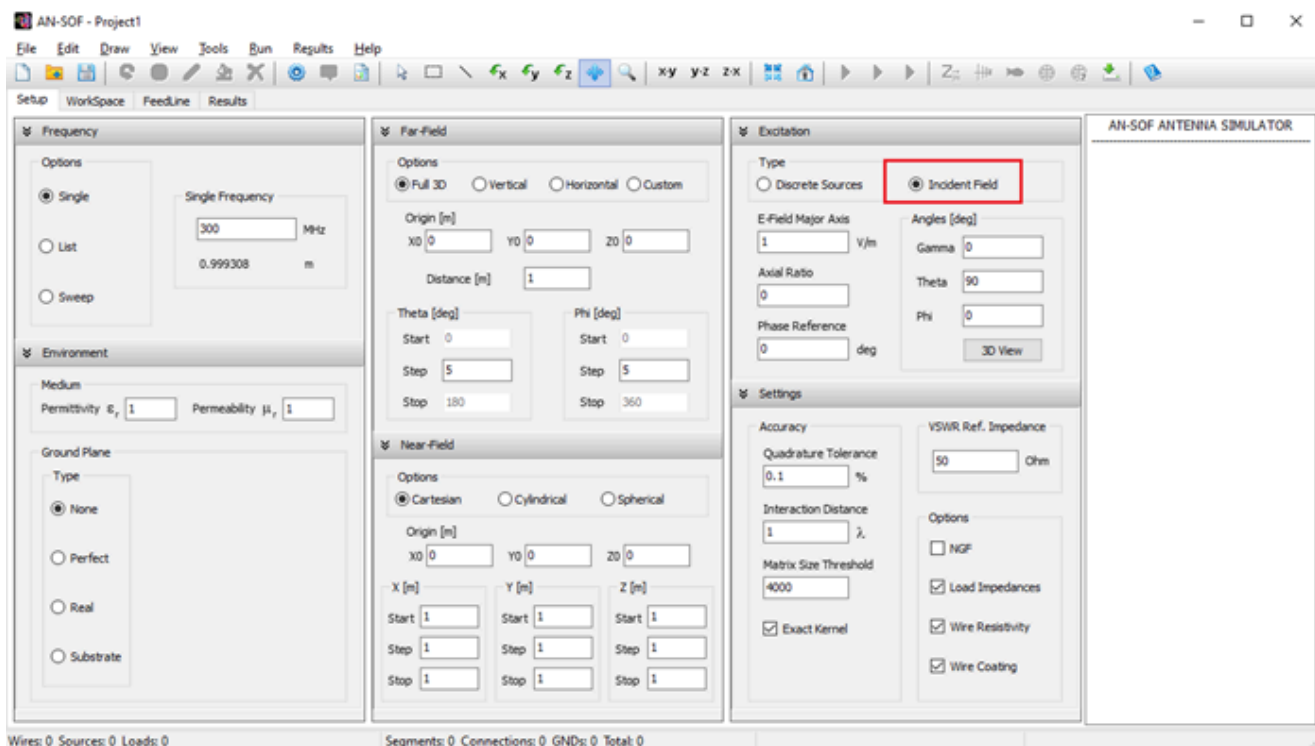 AN-SOF - Project1
File Edit Draw View Tools Run Results Help
x-y y-z z-x
Setup WorkSpace FeedLine Results
Frequency
Options
Single
List
Sweep
Single Frequency
300 MHz
0.999308 m
Environment
Medium
Permittivity εr 1 Permeability μr 1
Ground Plane
Type
None
Perfect
Real
Substrate
Far-Field
Options
Full 3D Vertical Horizontal Custom
Origin [m]
X0 0 Y0 0 Z0 0
Distance [m] 1
Theta [deg] Phi [deg]
Start 0 Start 0
Step 5 Step 5
Stop 180 Stop 360
Near-Field
Options
Cartesian Cylindrical Spherical
Origin [m]
X0 0 Y0 0 Z0 0
X [m] Y [m] Z [m]
Start 1 Start 1 Start 1
Step 1 Step 1 Step 1
Stop 1 Stop 1 Stop 1
Excitation
Type
Discrete Sources Incident Field
E-Field Major Axis
1 V/m
Axial Ratio
0
Phase Reference
0 deg
Angles [deg]
Gamma 0
Theta 90
Phi 0
3D View
Settings
Accuracy
Quadrature Tolerance
0.1 %
Interaction Distance
1 λ
Matrix Size Threshold
4000
Exact Kernel
VSWR Ref. Impedance
50 Ohm
Options
NGF
Load Impedances
Wire Resistivity
Wire Coating
AN-SOF ANTENNA SIMULATOR
Wires: 0 Sources: 0 Loads: 0 Segments: 0 Connections: 0 GNDs: 0 Total: 0